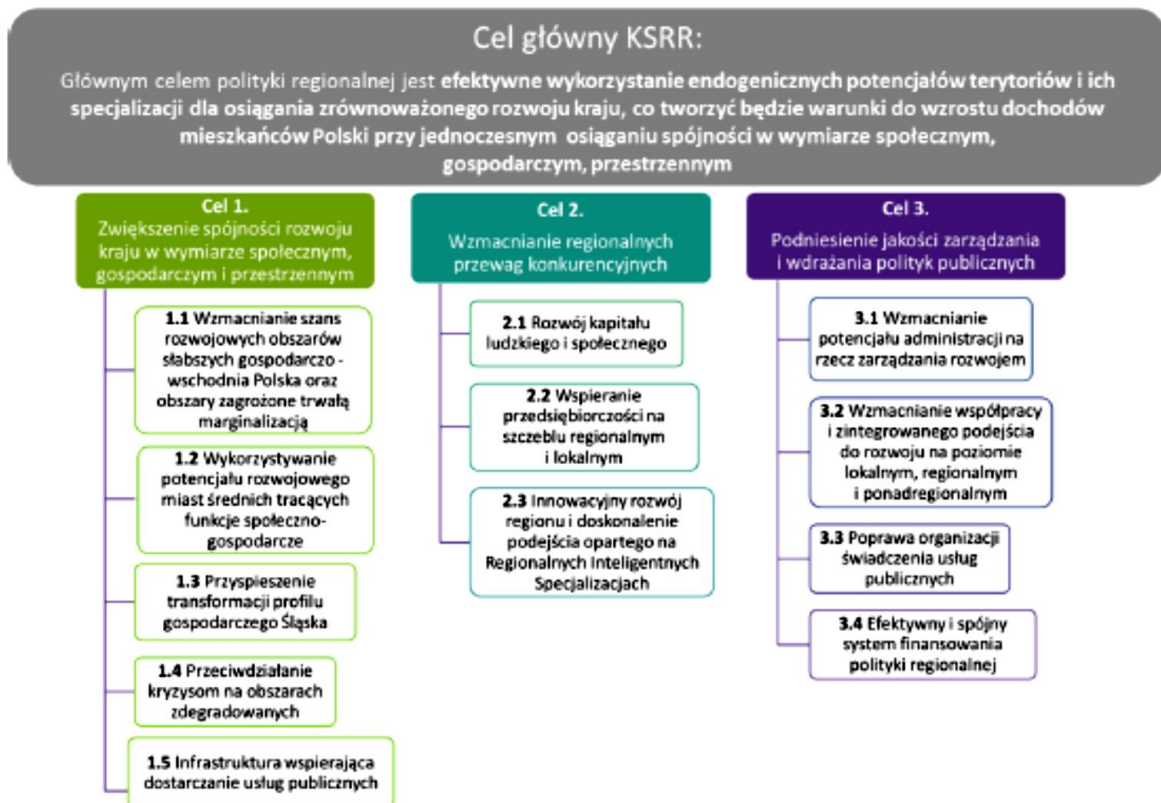 Cel główny KSRR:
Głównym celem polityki regionalnej jest efektywne wykorzystanie endogenicznych potencjałów terytoriów i ich
specjalizacji dla osiągania zrównoważonego rozwoju kraju, co tworzyć będzie warunki do wzrostu dochodów
mieszkańców Polski przy jednoczesnym osiąganiu spójności w wymiarze społecznym,
gospodarczym, przestrzennym
Cel 1.
Zwiększenie spójności rozwoju
kraju w wymiarze społecznym,
gospodarczym i przestrzennym
1.1 Wzmacnianie szans
rozwojowych obszarów
słabszych gospodarczo -
wschodnia Polska oraz
obszary zagrożone trwałą
marginalizacją
1.2 Wykorzystywanie
potencjału rozwojowego
miast średnich tracących
funkcje społeczno-
gospodarcze
1.3 Przyspieszenie
transformacji profilu
gospodarczego Śląska
1.4 Przeciwdziałanie
kryzysom na obszarach
zdegradowanych
1.5 Infrastruktura wspierająca
dostarczanie usług publicznych
Cel 2.
Wzmacnianie regionalnych
przewag konkurencyjnych
2.1 Rozwój kapitału
ludzkiego i społecznego
2.2 Wspieranie
przedsiębiorczości na
szczeblu regionalnym
i lokalnym
2.3 Innowacyjny rozwój
regionu i doskonalenie
podejścia opartego na
Regionalnych Inteligentnych
Specjalizacjach
Cel 3.
Podniesienie jakości zarządzania
i wdrażania polityk publicznych
3.1 Wzmacnianie
potencjału administracji na
rzecz zarządzania rozwojem
3.2 Wzmacnianie współpracy
i zintegrowanego podejścia
do rozwoju na poziomie
lokalnym, regionalnym
i ponadregionalnym
3.3 Poprawa organizacji
świadczenia usług
publicznych
3.4 Efektywny i spójny
system finansowania
polityki regionalnej